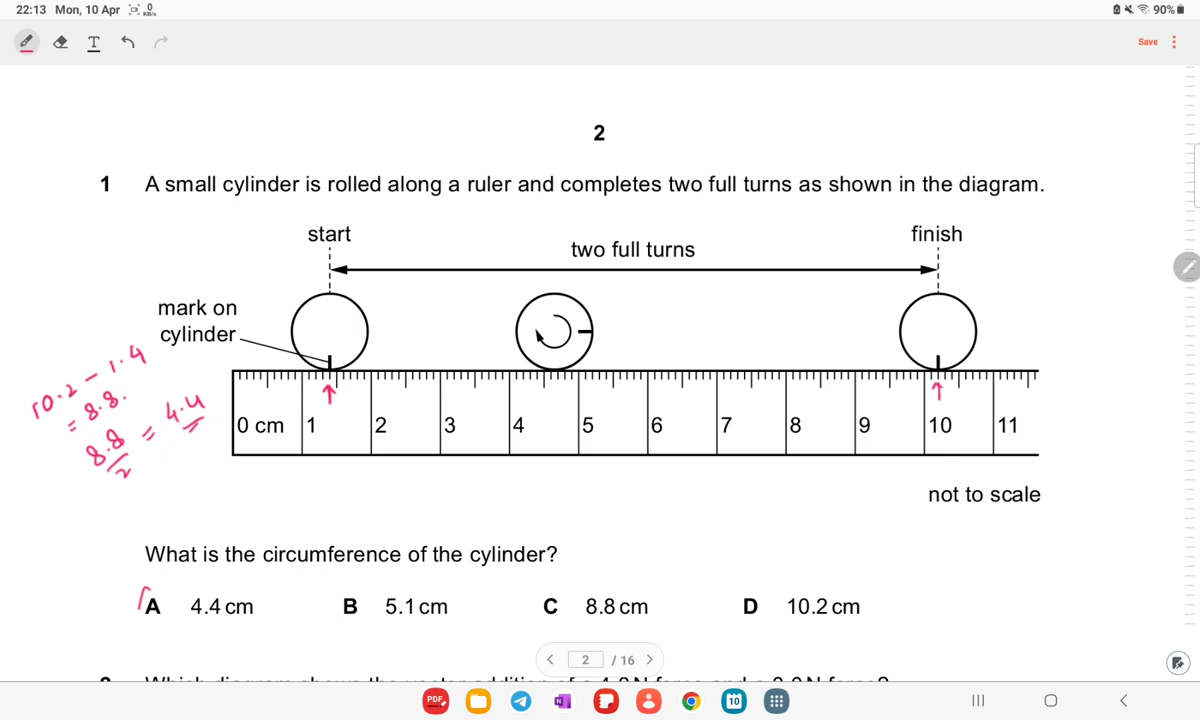 22:13 Mon, 10 Apr 0 KB/s 90%
T Save
2
1 A small cylinder is rolled along a ruler and completes two full turns as shown in the diagram.
start two full turns finish
mark on
cylinder
10.2 - 1.4
= 8.8.
8.8/2 = 4.4
0 cm 1 2 3 4 5 6 7 8 9 10 11
not to scale
What is the circumference of the cylinder?
A 4.4 cm B 5.1 cm C 8.8 cm D 10.2 cm
< 2 / 16 >
PDF N 10